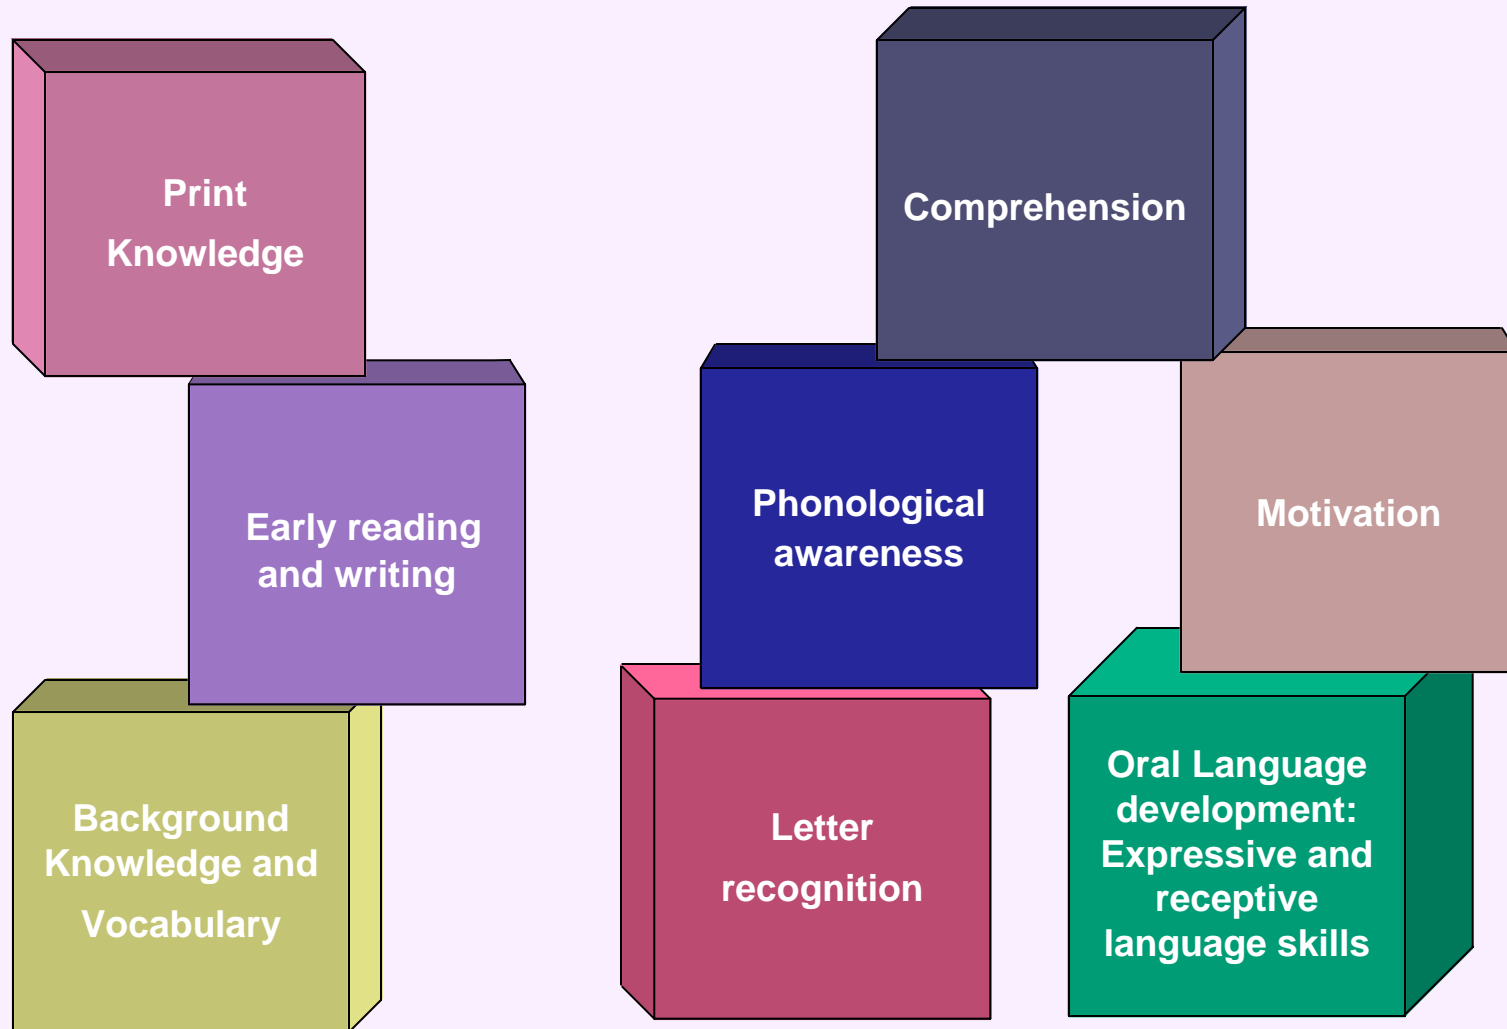 Print
Knowledge
Comprehension
Early reading
and writing
Phonological
awareness
Motivation
Background
Knowledge and
Vocabulary
Letter
recognition
Oral Language
development:
Expressive and
receptive
language skills